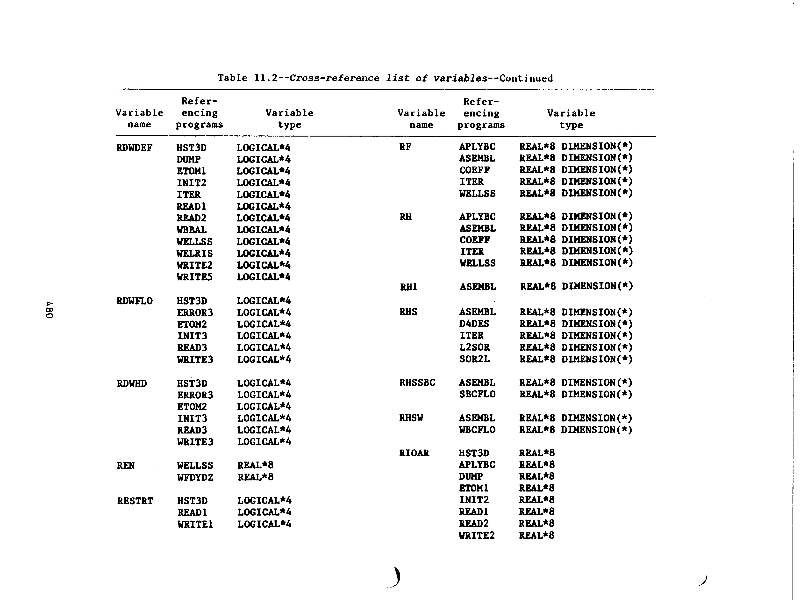 Table 11.2--Cross-reference list of variables--Continued
Variable name Refer-encing programs Variable type
RDWDEF HST3D LOGICAL*4
DUMP LOGICAL*4
ETOM1 LOGICAL*4
INIT2 LOGICAL*4
ITER LOGICAL*4
READ1 LOGICAL*4
READ2 LOGICAL*4
WBBAL LOGICAL*4
WELLSS LOGICAL*4
WELRIS LOGICAL*4
WRITE2 LOGICAL*4
WRITE5 LOGICAL*4
RDWFLO HST3D LOGICAL*4
ERROR3 LOGICAL*4
ETOM2 LOGICAL*4
INIT3 LOGICAL*4
READ3 LOGICAL*4
WRITE3 LOGICAL*4
RDWHD HST3D LOGICAL*4
ERROR3 LOGICAL*4
ETOM2 LOGICAL*4
INIT3 LOGICAL*4
READ3 LOGICAL*4
WRITE3 LOGICAL*4
REN WELLSS REAL*8
WFDYDZ REAL*8
RESTRT HST3D LOGICAL*4
READ1 LOGICAL*4
WRITE1 LOGICAL*4
Variable name Refer-encing programs Variable type
RF APLYBC REAL*8 DIMENSION(*)
ASEMBL REAL*8 DIMENSION(*)
COEFF REAL*8 DIMENSION(*)
ITER REAL*8 DIMENSION(*)
WELLSS REAL*8 DIMENSION(*)
RH APLYBC REAL*8 DIMENSION(*)
ASEMBL REAL*8 DIMENSION(*)
COEFF REAL*8 DIMENSION(*)
ITER REAL*8 DIMENSION(*)
WELLSS REAL*8 DIMENSION(*)
RH1 ASEMBL REAL*8 DIMENSION(*)
RHS ASEMBL REAL*8 DIMENSION(*)
D4DES REAL*8 DIMENSION(*)
ITER REAL*8 DIMENSION(*)
L2SOR REAL*8 DIMENSION(*)
SOR2L REAL*8 DIMENSION(*)
RHSSBC ASEMBL REAL*8 DIMENSION(*)
SBCFLO REAL*8 DIMENSION(*)
RHSW ASEMBL REAL*8 DIMENSION(*)
WBCFLO REAL*8 DIMENSION(*)
RIOAR HST3D REAL*8
APLYBC REAL*8
DUMP REAL*8
ETOM1 REAL*8
INIT2 REAL*8
READ1 REAL*8
READ2 REAL*8
WRITE2 REAL*8
480